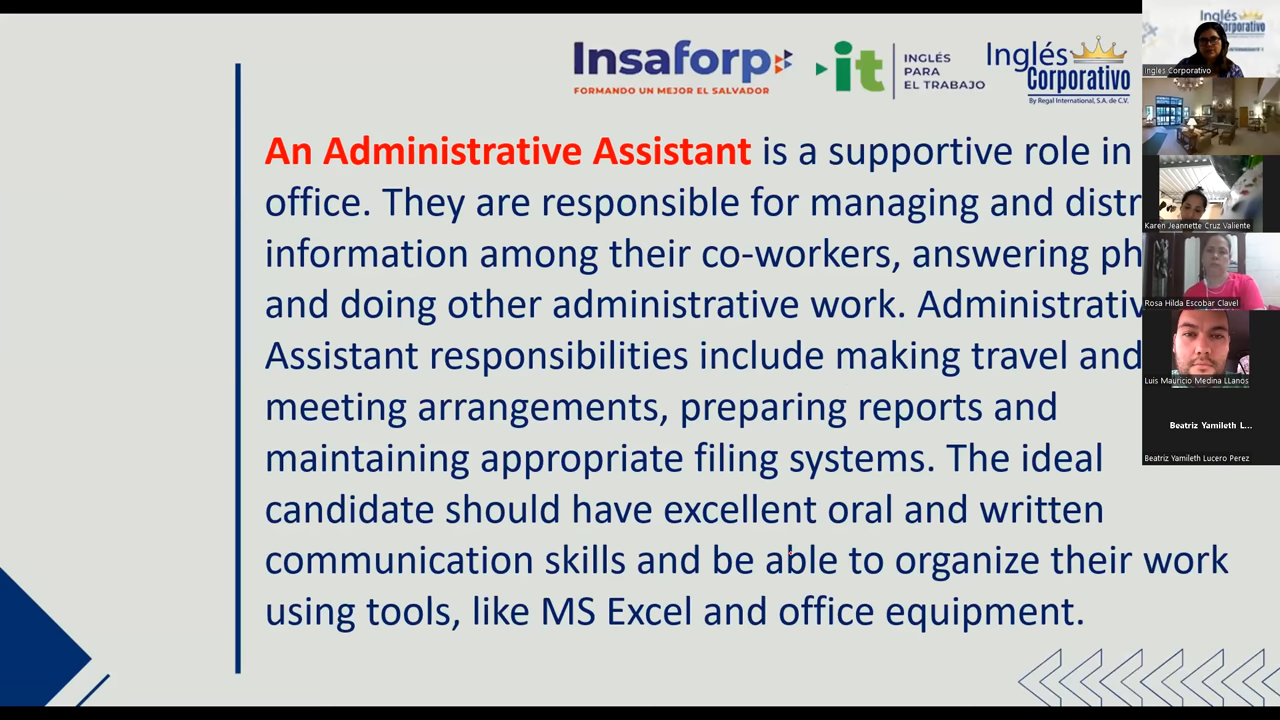 Insaforp
FORMANDO UN MEJOR EL SALVADOR
it
INGLÉS
PARA
EL TRABAJO
Inglés
Corporativo
By Regal International, S.A. de C.V.
An Administrative Assistant is a supportive role in
office. They are responsible for managing and distr
information among their co-workers, answering ph
and doing other administrative work. Administrativ
Assistant responsibilities include making travel and
meeting arrangements, preparing reports and
maintaining appropriate filing systems. The ideal
candidate should have excellent oral and written
communication skills and be able to organize their work
using tools, like MS Excel and office equipment.
Inglés
Corporativo
Ingles Corporativo
Karen Jeannette Cruz Valiente
Rosa Hilda Escobar Clavel
Luis Mauricio Medina LLanos
Beatriz Yamileth L...
Beatriz Yamileth Lucero Perez